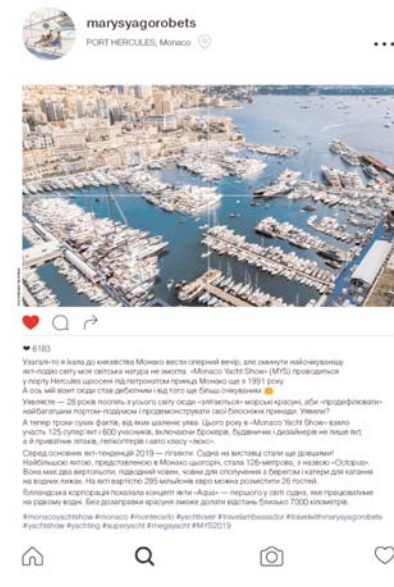 marysyagorobets
PORT HERCULES, Monaco
6183
Узагалі-то я їхала до князівства Монако вести оперний вечір, але оминути найочікуванішу
яхт-подію світу моя світська натура не змогла. «Monaco Yacht Show» (MYS) проводиться
у порту Hercules щоосені під патронатом принца Монако ще з 1991 року.
А ось мій візит сюди став дебютним і від того ще більш очікуваним.
Уявляєте — 28 років поспіль з усього світу сюди «злітаються» морські красуні, аби «продефілювати»
найбагатшим портом-подіумом і продемонструвати свої білосніжні принади. Уявили?
А тепер трохи сухих фактів, від яких шаленіє уява. Цього року в «Monaco Yacht Show» взяло
участь 125 супер'яхт і 600 учасників, включаючи брокерів, будівничих і дизайнерів не лише яхт,
а й приватних літаків, гелікоптерів і авто класу «люкс».
Серед основних яхт-тенденцій 2019 — гіганти. Судна на виставці стали ще довшими!
Найбільшою яхтою, представленою в Монако цьогоріч, стала 126-метрова, з назвою «Octopus».
Вона має два вертольоти, підводний човен, човни для сполучення з берегом і катери для катання
на водних лижах. На яхті вартістю 295 мільйонів евро можна розмістити 26 гостей.
Голландська корпорація показала концепт яхти «Aqua» — першого у світі судна, яке працюватиме
на рідкому водні. Без дозаправки красуня зможе долати відстань близько 7000 кілометрів.
#monacoyachtshow #monaco #montecarlo #yachtlover #travelambassador #travelwithmarysyagorobets
#yachtshow #yachting #superyacht #megayacht #MYS2019